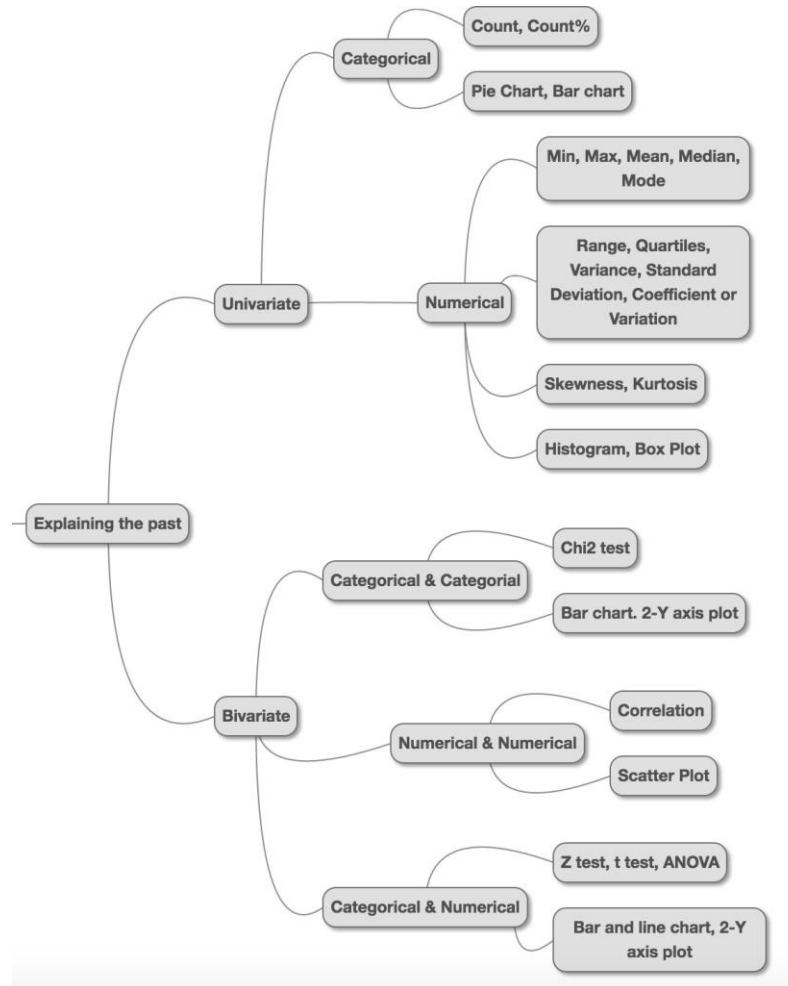 Count, Count%
Categorical
Pie Chart, Bar chart
Min, Max, Mean, Median,
Mode
Range, Quartiles,
Variance, Standard
Deviation, Coefficient or
Variation
Univariate
Numerical
Skewness, Kurtosis
Histogram, Box Plot
Explaining the past
Chi2 test
Categorical & Categorial
Bar chart. 2-Y axis plot
Bivariate
Correlation
Numerical & Numerical
Scatter Plot
Z test, t test, ANOVA
Categorical & Numerical
Bar and line chart, 2-Y
axis plot